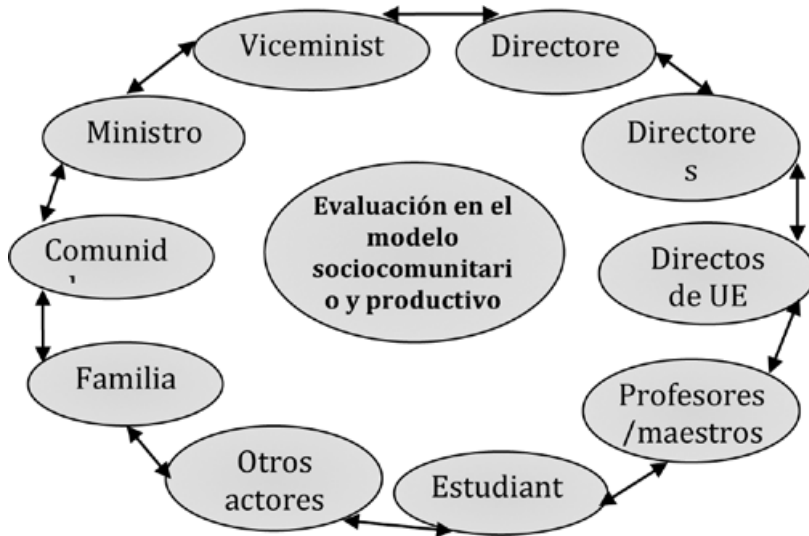 Viceminist
Directore
Ministro
Directore
s
Evaluación en el
modelo
sociocomunitari
o y productivo
Comunid
Directos
de UE
Familia
Profesores
/maestros
Otros
actores
Estudiant